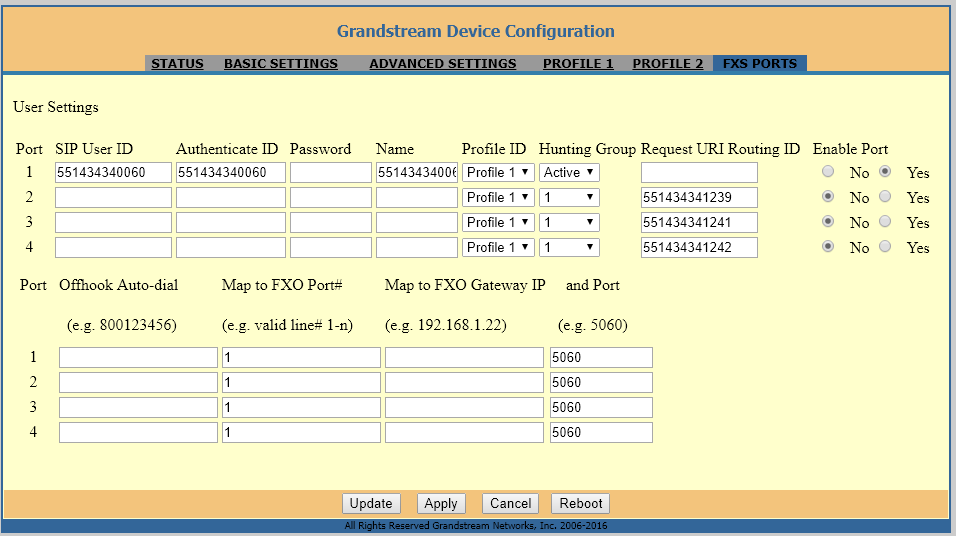 Grandstream Device Configuration
STATUS BASIC SETTINGS ADVANCED SETTINGS PROFILE 1 PROFILE 2 FXS PORTS
User Settings
Port SIP User ID Authenticate ID Password Name Profile ID Hunting Group Request URI Routing ID Enable Port
1 551434340060 551434340060 55143434006 Profile 1 Active No Yes
2 Profile 1 1 551434341239 No Yes
3 Profile 1 1 551434341241 No Yes
4 Profile 1 1 551434341242 No Yes
Port Offhook Auto-dial Map to FXO Port# Map to FXO Gateway IP and Port
(e.g. 800123456) (e.g. valid line# 1-n) (e.g. 192.168.1.22) (e.g. 5060)
1 1 5060
2 1 5060
3 1 5060
4 1 5060
Update Apply Cancel Reboot
All Rights Reserved Grandstream Networks, Inc. 2006-2016